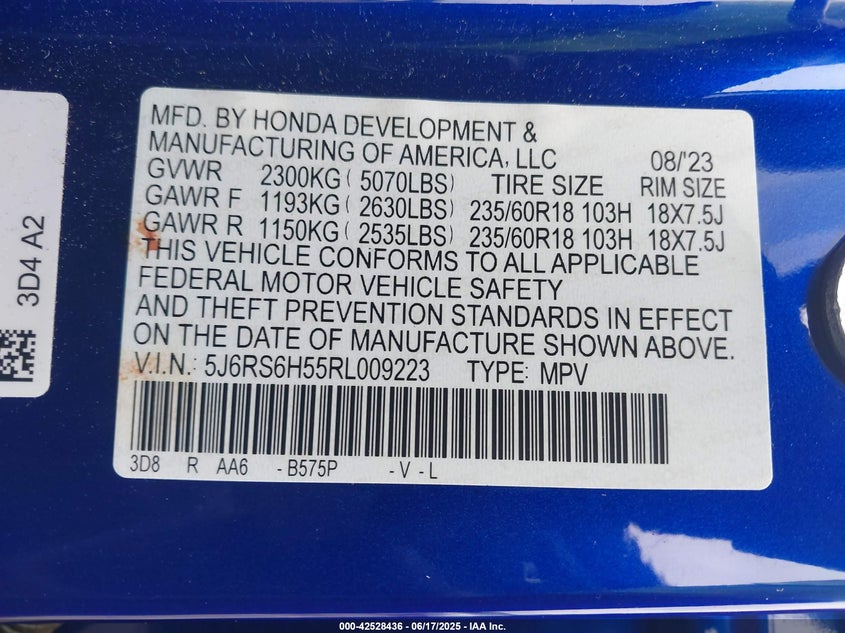 MFD. BY HONDA DEVELOPMENT &
MANUFACTURING OF AMERICA, LLC 08/'23
GVWR 2300KG ( 5070LBS) TIRE SIZE RIM SIZE
GAWR F 1193KG ( 2630LBS) 235/60R18 103H 18X7.5J
GAWR R 1150KG ( 2535LBS) 235/60R18 103H 18X7.5J
THIS VEHICLE CONFORMS TO ALL APPLICABLE
FEDERAL MOTOR VEHICLE SAFETY
AND THEFT PREVENTION STANDARDS IN EFFECT
ON THE DATE OF MANUFACTURE SHOWN ABOVE.
V.I.N.: 5J6RS6H55RL009223 TYPE: MPV
3D8 R AA6 -B575P -V-L
3D4 A2
000-42528436 - 06/17/2025 - IAA Inc.